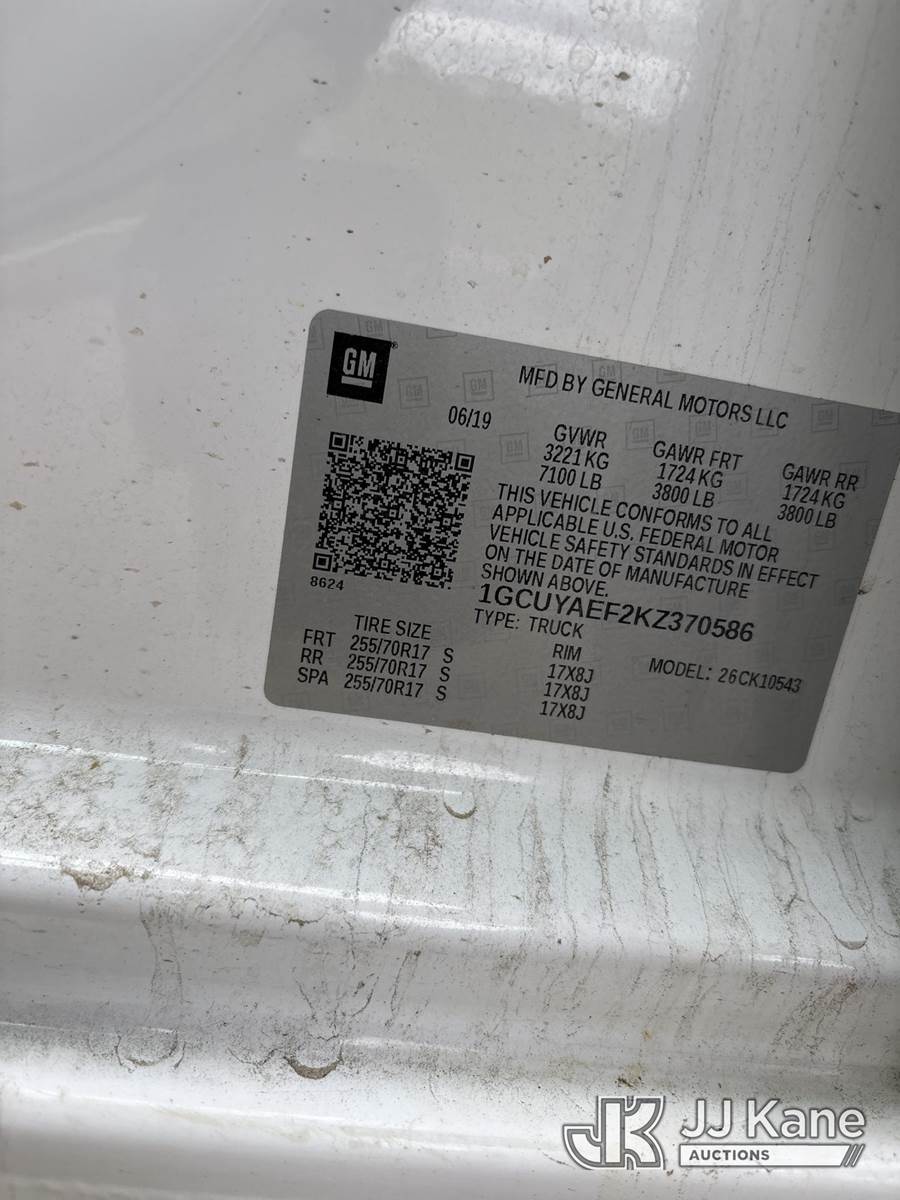 GM
MFD BY GENERAL MOTORS LLC
06/19
GVWR
3221 KG
7100 LB
GAWR FRT
1724 KG
3800 LB
GAWR RR
1724 KG
3800 LB
THIS VEHICLE CONFORMS TO ALL
APPLICABLE U.S. FEDERAL MOTOR
VEHICLE SAFETY STANDARDS IN EFFECT
ON THE DATE OF MANUFACTURE
SHOWN ABOVE.
1GCUYAEF2KZ370586
TYPE: TRUCK
MODEL: 26CK10543
8624
TIRE SIZE RIM
FRT 255/70R17 S 17X8J
RR 255/70R17 S 17X8J
SPA 255/70R17 S 17X8J
JK JJ Kane
AUCTIONS